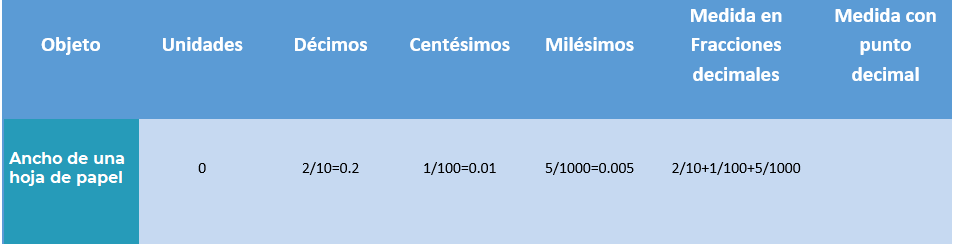 Objeto
Unidades
Décimos
Centésimos
Milésimos
Medida en
Fracciones
decimales
Medida con
punto
decimal
Ancho de una
hoja de papel
0
2/10=0.2
1/100=0.01
5/1000=0.005
2/10+1/100+5/1000